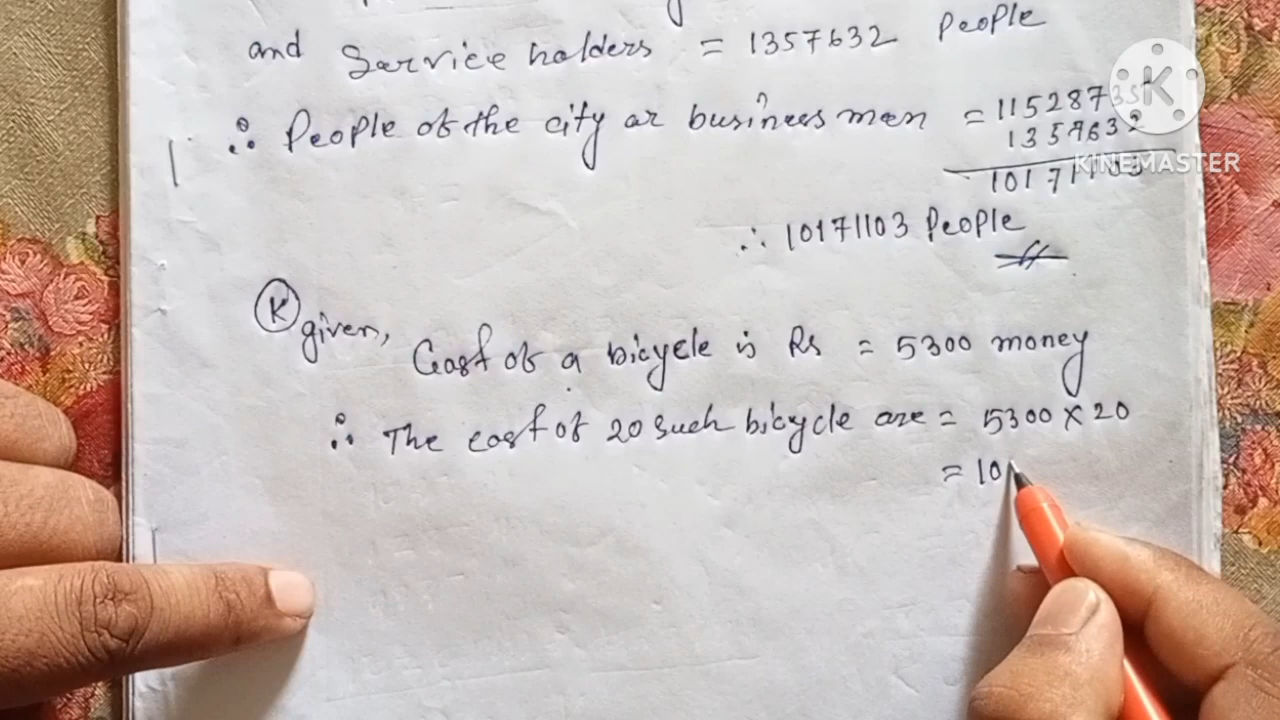 and Service holders = 1357632 People
∴ People of the city ar business men = 11528735
1357632
10171103
∴ 10171103 People
K given, Cost of a bicycle is Rs = 5300 money
∴ The cost of 20 such bicycle are = 5300 × 20
= 10
KINEMASTER